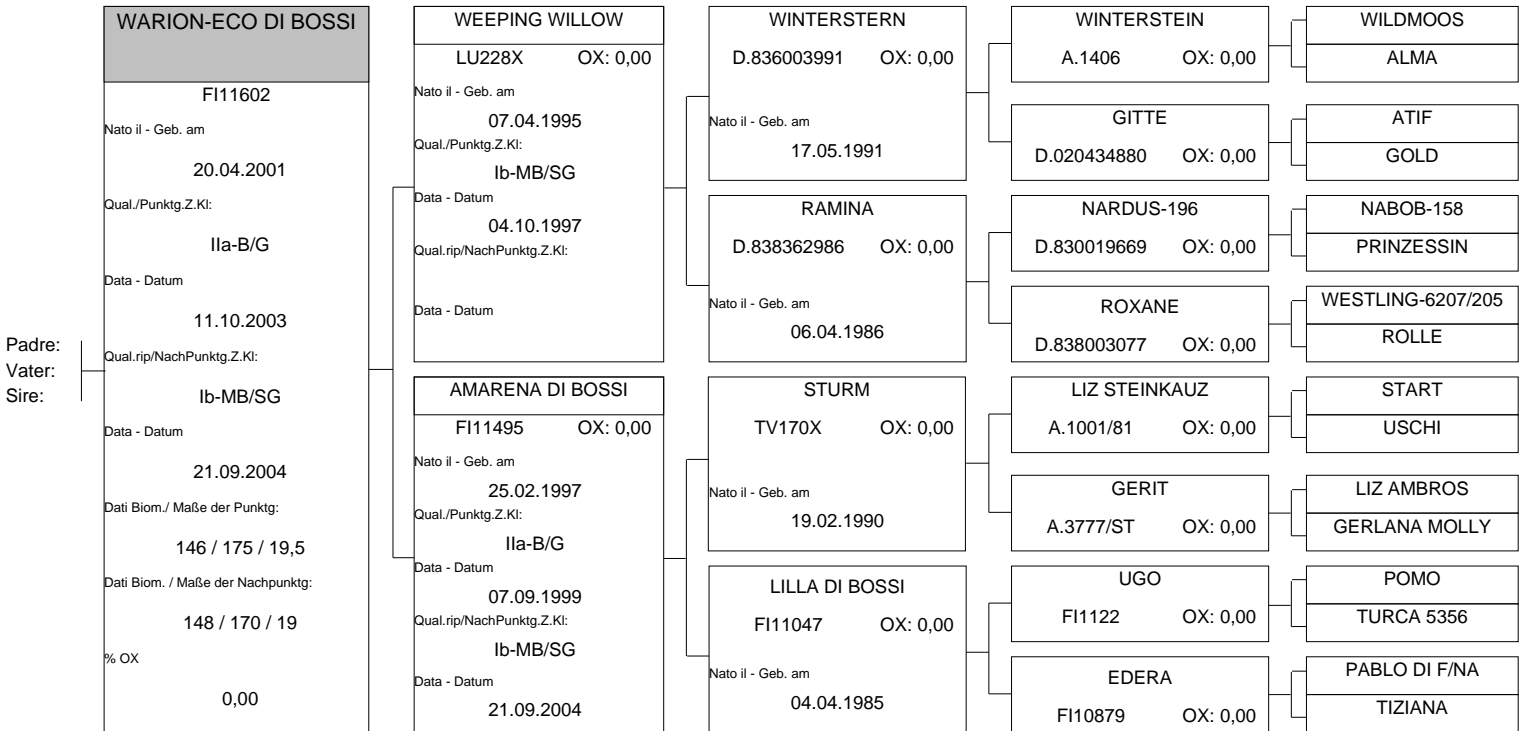 Padre:
Vater:
Sire:
WARION-ECO DI BOSSI
FI11602
Nato il - Geb. am
20.04.2001
Qual./Punktg.Z.Kl:
IIa-B/G
Data - Datum
11.10.2003
Qual.rip/NachPunktg.Z.Kl:
Ib-MB/SG
Data - Datum
21.09.2004
Dati Biom./ Maße der Punktg:
146 / 175 / 19,5
Dati Biom. / Maße der Nachpunktg:
148 / 170 / 19
% OX
0,00
WEEPING WILLOW
LU228X OX: 0,00
Nato il - Geb. am
07.04.1995
Qual./Punktg.Z.Kl:
Ib-MB/SG
Data - Datum
04.10.1997
Qual.rip/NachPunktg.Z.Kl:
Data - Datum
AMARENA DI BOSSI
FI11495 OX: 0,00
Nato il - Geb. am
25.02.1997
Qual./Punktg.Z.Kl:
IIa-B/G
Data - Datum
07.09.1999
Qual.rip/NachPunktg.Z.Kl:
Ib-MB/SG
Data - Datum
21.09.2004
WINTERSTERN
D.836003991 OX: 0,00
Nato il - Geb. am
17.05.1991
RAMINA
D.838362986 OX: 0,00
Nato il - Geb. am
06.04.1986
STURM
TV170X OX: 0,00
Nato il - Geb. am
19.02.1990
LILLA DI BOSSI
FI11047 OX: 0,00
Nato il - Geb. am
04.04.1985
WINTERSTEIN
A.1406 OX: 0,00
GITTE
D.020434880 OX: 0,00
NARDUS-196
D.830019669 OX: 0,00
ROXANE
D.838003077 OX: 0,00
LIZ STEINKAUZ
A.1001/81 OX: 0,00
GERIT
A.3777/ST OX: 0,00
UGO
FI1122 OX: 0,00
EDERA
FI10879 OX: 0,00
WILDMOOS
ALMA
ATIF
GOLD
NABOB-158
PRINZESSIN
WESTLING-6207/205
ROLLE
START
USCHI
LIZ AMBROS
GERLANA MOLLY
POMO
TURCA 5356
PABLO DI F/NA
TIZIANA